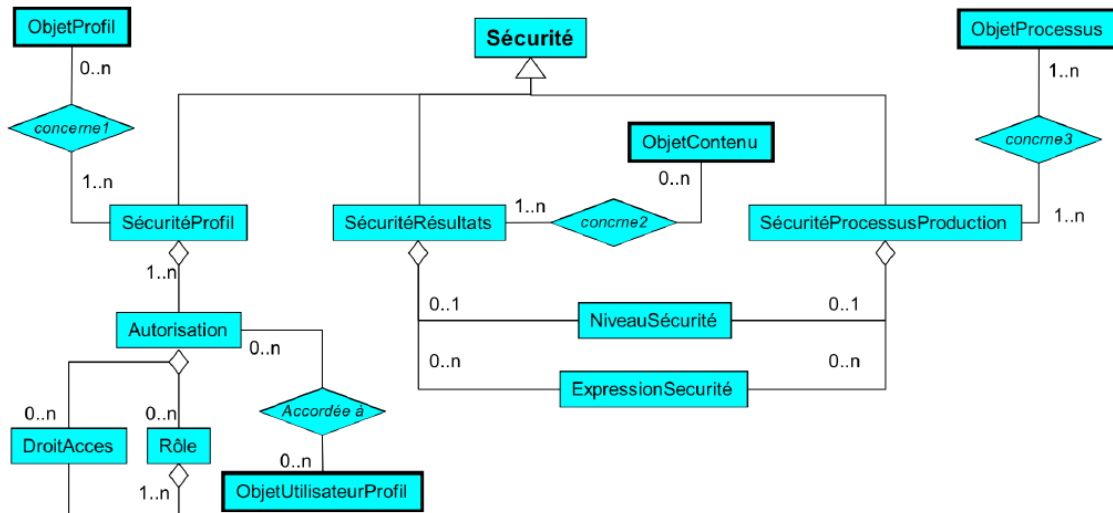 ObjetProfil
Sécurité
ObjetProcessus
0..n
1..n
concerne1
ObjetContenu
concrne3
0..n
1..n
SécuritéProfil
SécuritéRésultats
1..n
concrne2
SécuritéProcessusProduction
1..n
1..n
0..1
0..1
Autorisation
NiveauSécurité
0..n
0..n
0..n
ExpressionSecurité
0..n
0..n
Accordée à
DroitAcces
Rôle
0..n
1..n
ObjetUtilisateurProfil